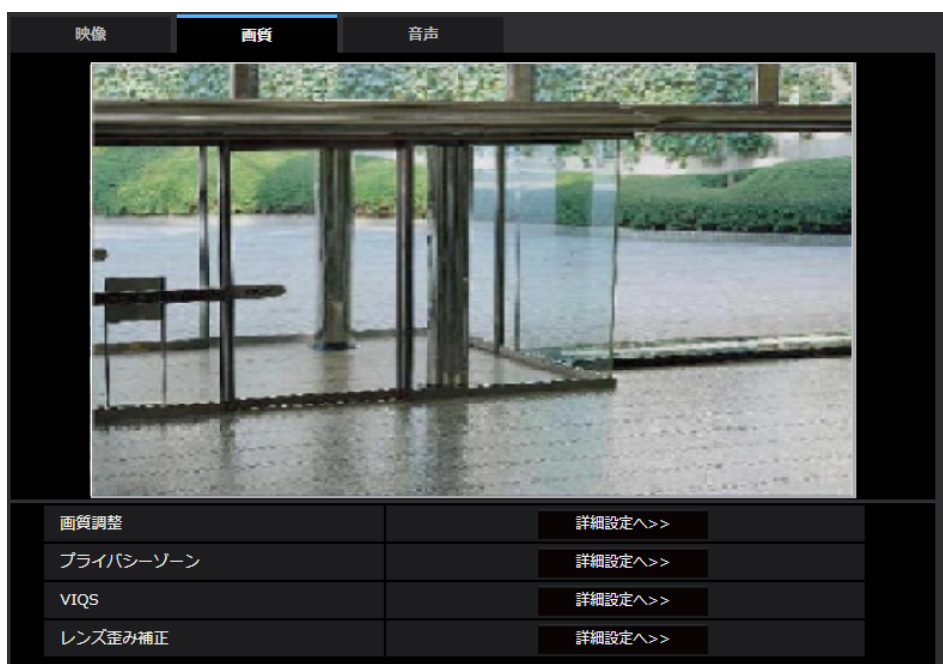 映像 画質 音声
画質調整 詳細設定へ>>
プライバシーゾーン 詳細設定へ>>
VIQS 詳細設定へ>>
レンズ歪み補正 詳細設定へ>>